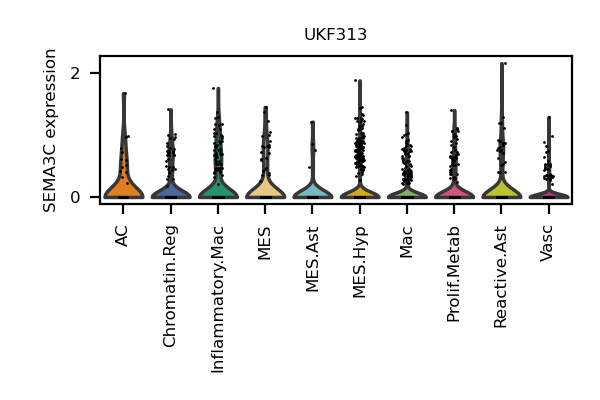 UKF313
SEMA3C expression
2
0
AC
Chromatin.Reg
Inflammatory.Mac
MES
MES.Ast
MES.Hyp
Mac
Prolif.Metab
Reactive.Ast
Vasc